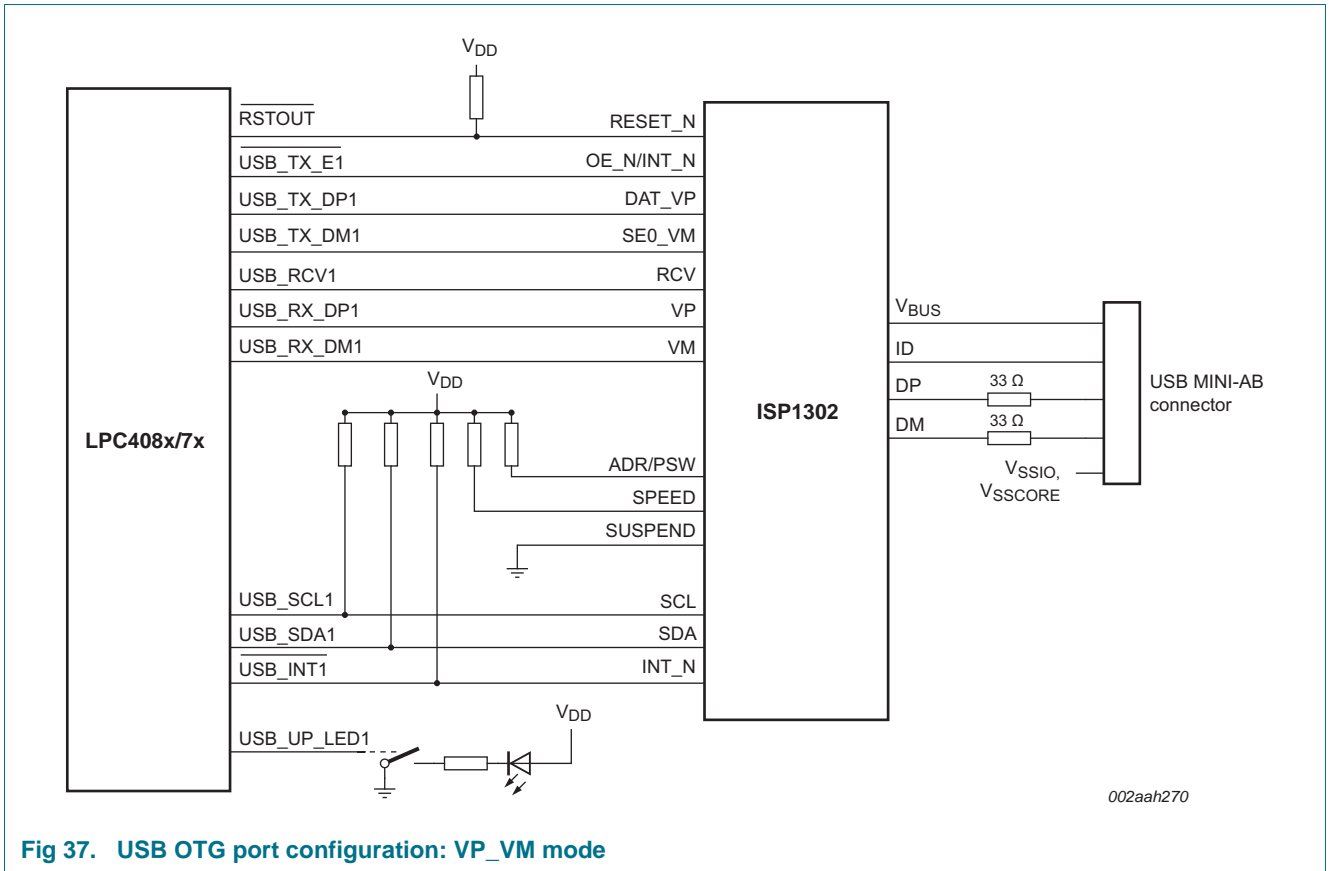 VDD
RSTOUT
RESET_N
USB_TX_E1
OE_N/INT_N
USB_TX_DP1
DAT_VP
USB_TX_DM1
SE0_VM
USB_RCV1
RCV
USB_RX_DP1
VP
USB_RX_DM1
VM
LPC408x/7x
VDD
ADR/PSW
SPEED
SUSPEND
USB_SCL1
SCL
USB_SDA1
SDA
USB_INT1
INT_N
USB_UP_LED1
VDD
ISP1302
VBUS
ID
DP
33 Ω
DM
33 Ω
VSSIO,
VSSCORE
USB MINI-AB
connector
002aah270
Fig 37. USB OTG port configuration: VP_VM mode